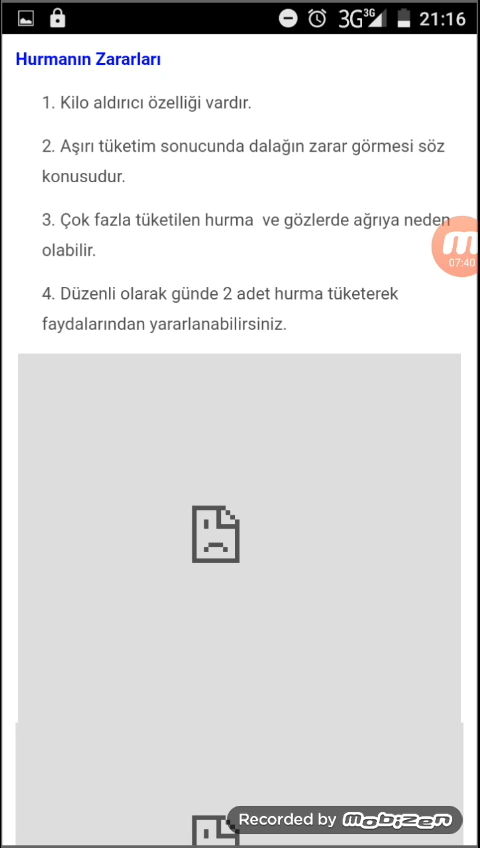 3G 3G 21:16
Hurmanın Zararları
1. Kilo aldırıcı özelliği vardır.
2. Aşırı tüketim sonucunda dalağın zarar görmesi söz
konusudur.
3. Çok fazla tüketilen hurma  ve gözlerde ağrıya neden
olabilir.
07:40
4. Düzenli olarak günde 2 adet hurma tüketerek
faydalarından yararlanabilirsiniz.
Recorded by mobizen